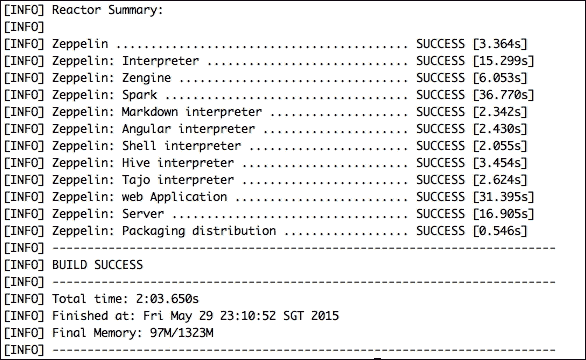 [INFO] Reactor Summary:
[INFO]
[INFO] Zeppelin .......................................... SUCCESS [3.364s]
[INFO] Zeppelin: Interpreter ............................. SUCCESS [15.299s]
[INFO] Zeppelin: Zengine ................................. SUCCESS [6.053s]
[INFO] Zeppelin: Spark ................................... SUCCESS [36.770s]
[INFO] Zeppelin: Markdown interpreter .................... SUCCESS [2.342s]
[INFO] Zeppelin: Angular interpreter ..................... SUCCESS [2.430s]
[INFO] Zeppelin: Shell interpreter ....................... SUCCESS [2.055s]
[INFO] Zeppelin: Hive interpreter ........................ SUCCESS [3.454s]
[INFO] Zeppelin: Tajo interpreter ........................ SUCCESS [2.624s]
[INFO] Zeppelin: web Application ......................... SUCCESS [31.395s]
[INFO] Zeppelin: Server .................................. SUCCESS [16.905s]
[INFO] Zeppelin: Packaging distribution .................. SUCCESS [0.546s]
[INFO] ------------------------------------------------------------------------
[INFO] BUILD SUCCESS
[INFO] ------------------------------------------------------------------------
[INFO] Total time: 2:03.650s
[INFO] Finished at: Fri May 29 23:10:52 SGT 2015
[INFO] Final Memory: 97M/1323M
[INFO] ------------------------------------------------------------------------